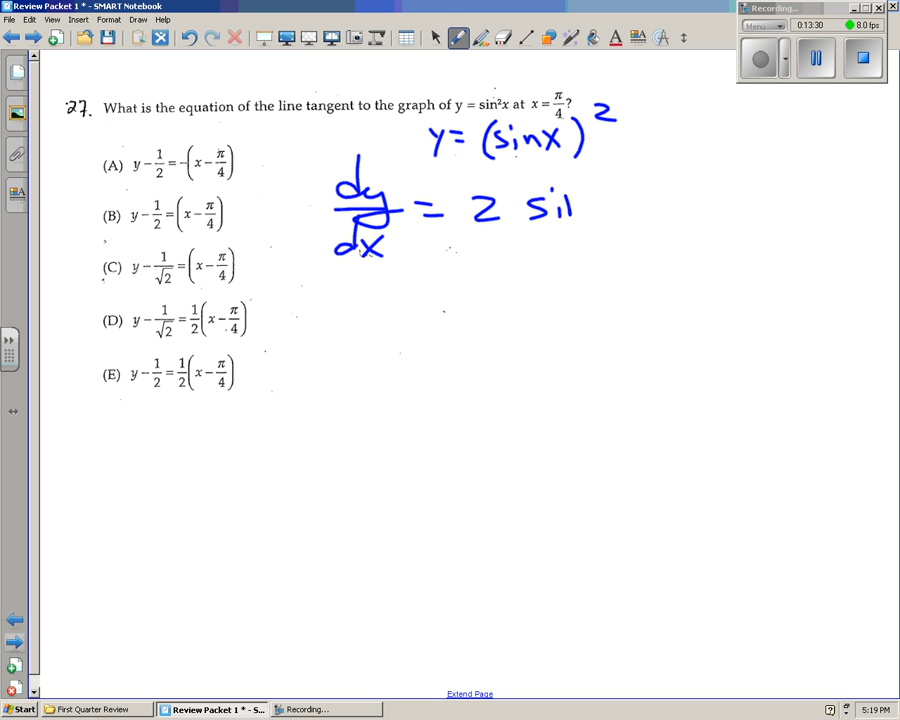 Review Packet 1 * - SMART Notebook
Recording...
File Edit View Insert Format Draw Help
Menu
0:13:30
8.0 fps
27. What is the equation of the line tangent to the graph of y = sin²x at x = π/4?
y = (sinx)²
(A) y − 1/2 = −(x − π/4)
dy/dx = 2 sin
(B) y − 1/2 = (x − π/4)
(C) y − 1/√2 = (x − π/4)
(D) y − 1/√2 = 1/2(x − π/4)
(E) y − 1/2 = 1/2(x − π/4)
Extend Page
Start
First Quarter Review
Review Packet 1 * - S...
Recording...
5:19 PM